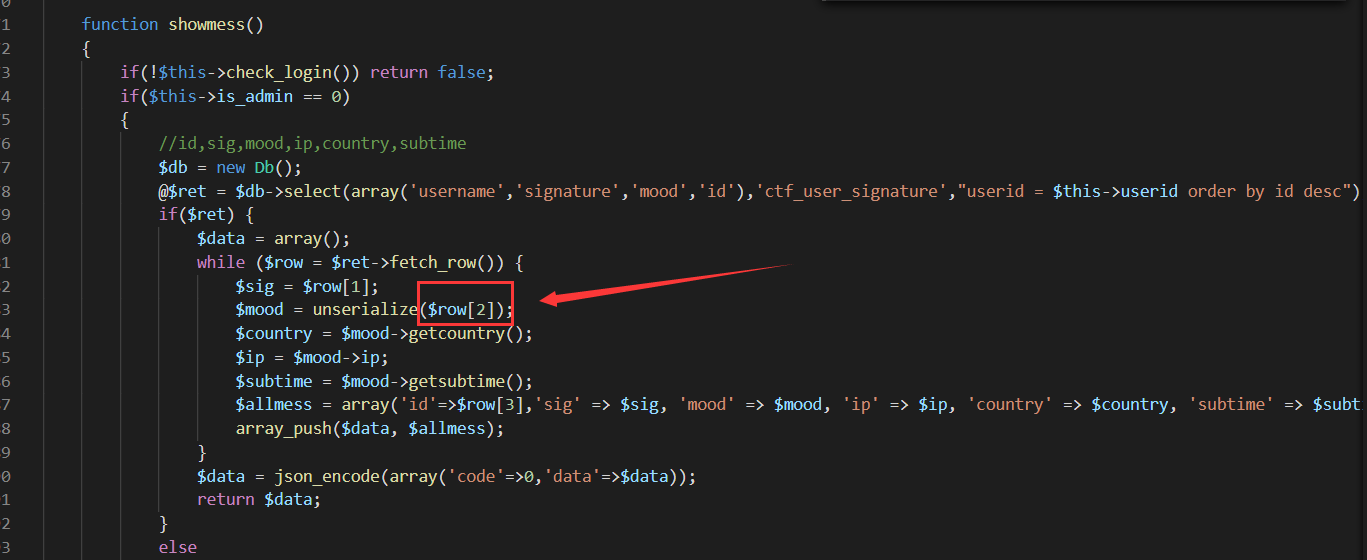 0
1 function showmess()
2 {
3 if(!$this->check_login()) return false;
4 if($this->is_admin == 0)
5 {
6 //id,sig,mood,ip,country,subtime
7 $db = new Db();
8 @$ret = $db->select(array('username','signature','mood','id'),'ctf_user_signature',"userid = $this->userid order by id desc")
9 if($ret) {
0 $data = array();
1 while ($row = $ret->fetch_row()) {
2 $sig = $row[1];
3 $mood = unserialize($row[2]);
4 $country = $mood->getcountry();
5 $ip = $mood->ip;
6 $subtime = $mood->getsubtime();
7 $allmess = array('id'=>$row[3],'sig' => $sig, 'mood' => $mood, 'ip' => $ip, 'country' => $country, 'subtime' => $subt
8 array_push($data, $allmess);
9 }
0 $data = json_encode(array('code'=>0,'data'=>$data));
1 return $data;
2 }
3 else